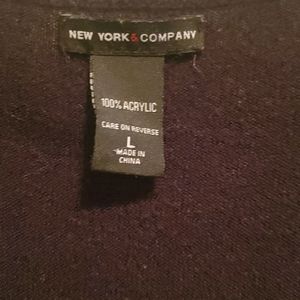 NEW YORK & COMPANY
100% ACRYLIC
CARE ON REVERSE
L
MADE IN
CHINA